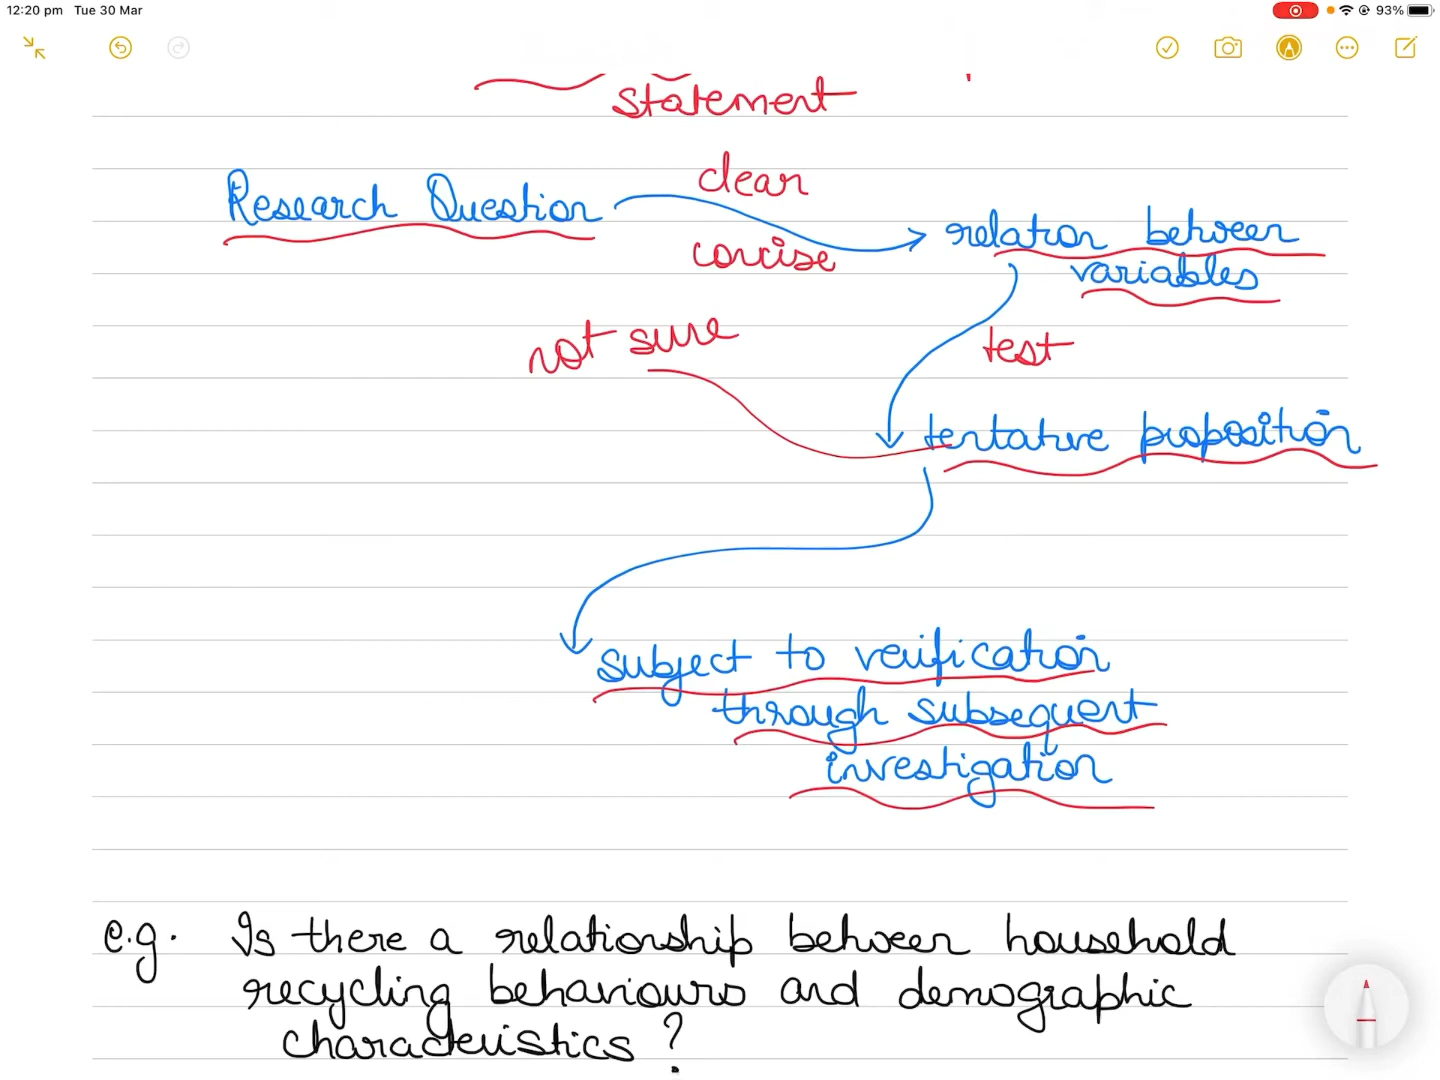 12:20 pm Tue 30 Mar
93%
statement
clear
Research Question
relation between
concise
variables
not sure
test
tentative proposition
subject to verification
through subsequent
investigation
e.g. Is there a relationship between household
recycling behaviours and demographic
characteristics ?